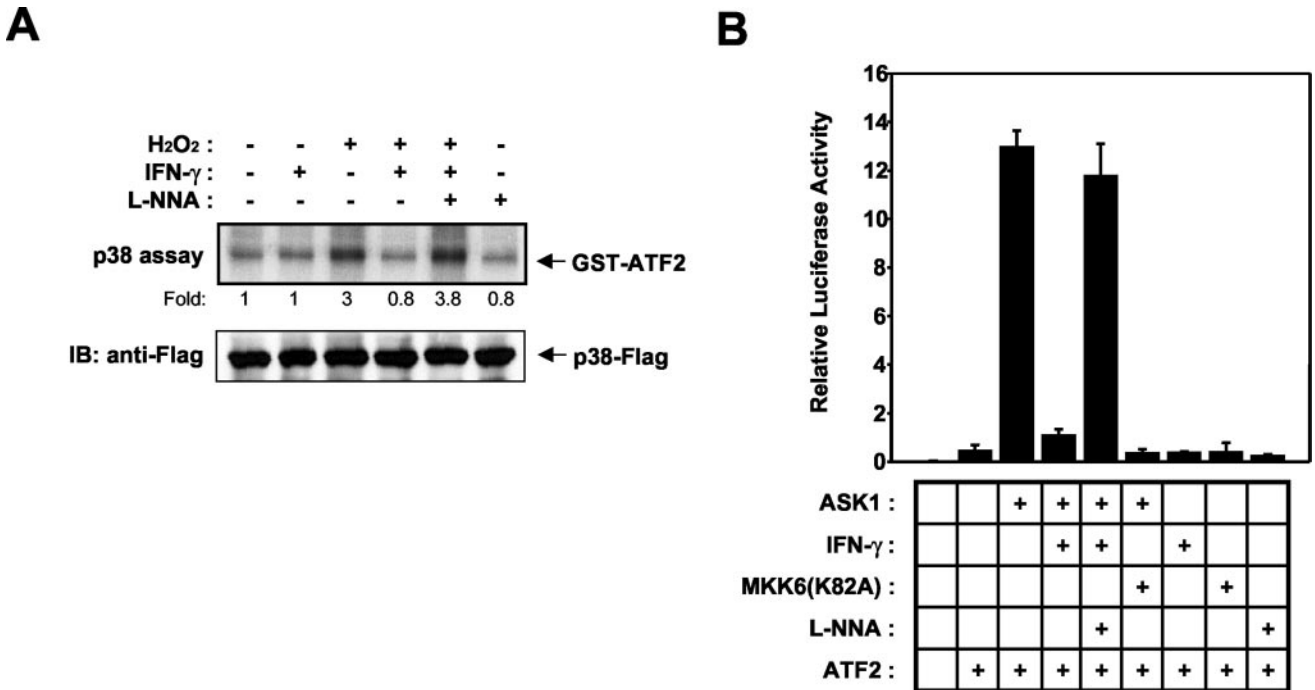 A
H2O2 : - - + + + -
IFN-γ : - + - + + -
L-NNA : - - - - + +
p38 assay
GST-ATF2
Fold: 1 1 3 0.8 3.8 0.8
IB: anti-Flag
p38-Flag
B
Relative Luciferase Activity
16
14
12
10
8
6
4
2
0
ASK1 : + + + +
IFN-γ : + + +
MKK6(K82A) : + +
L-NNA : + +
ATF2 : + + + + + + + +